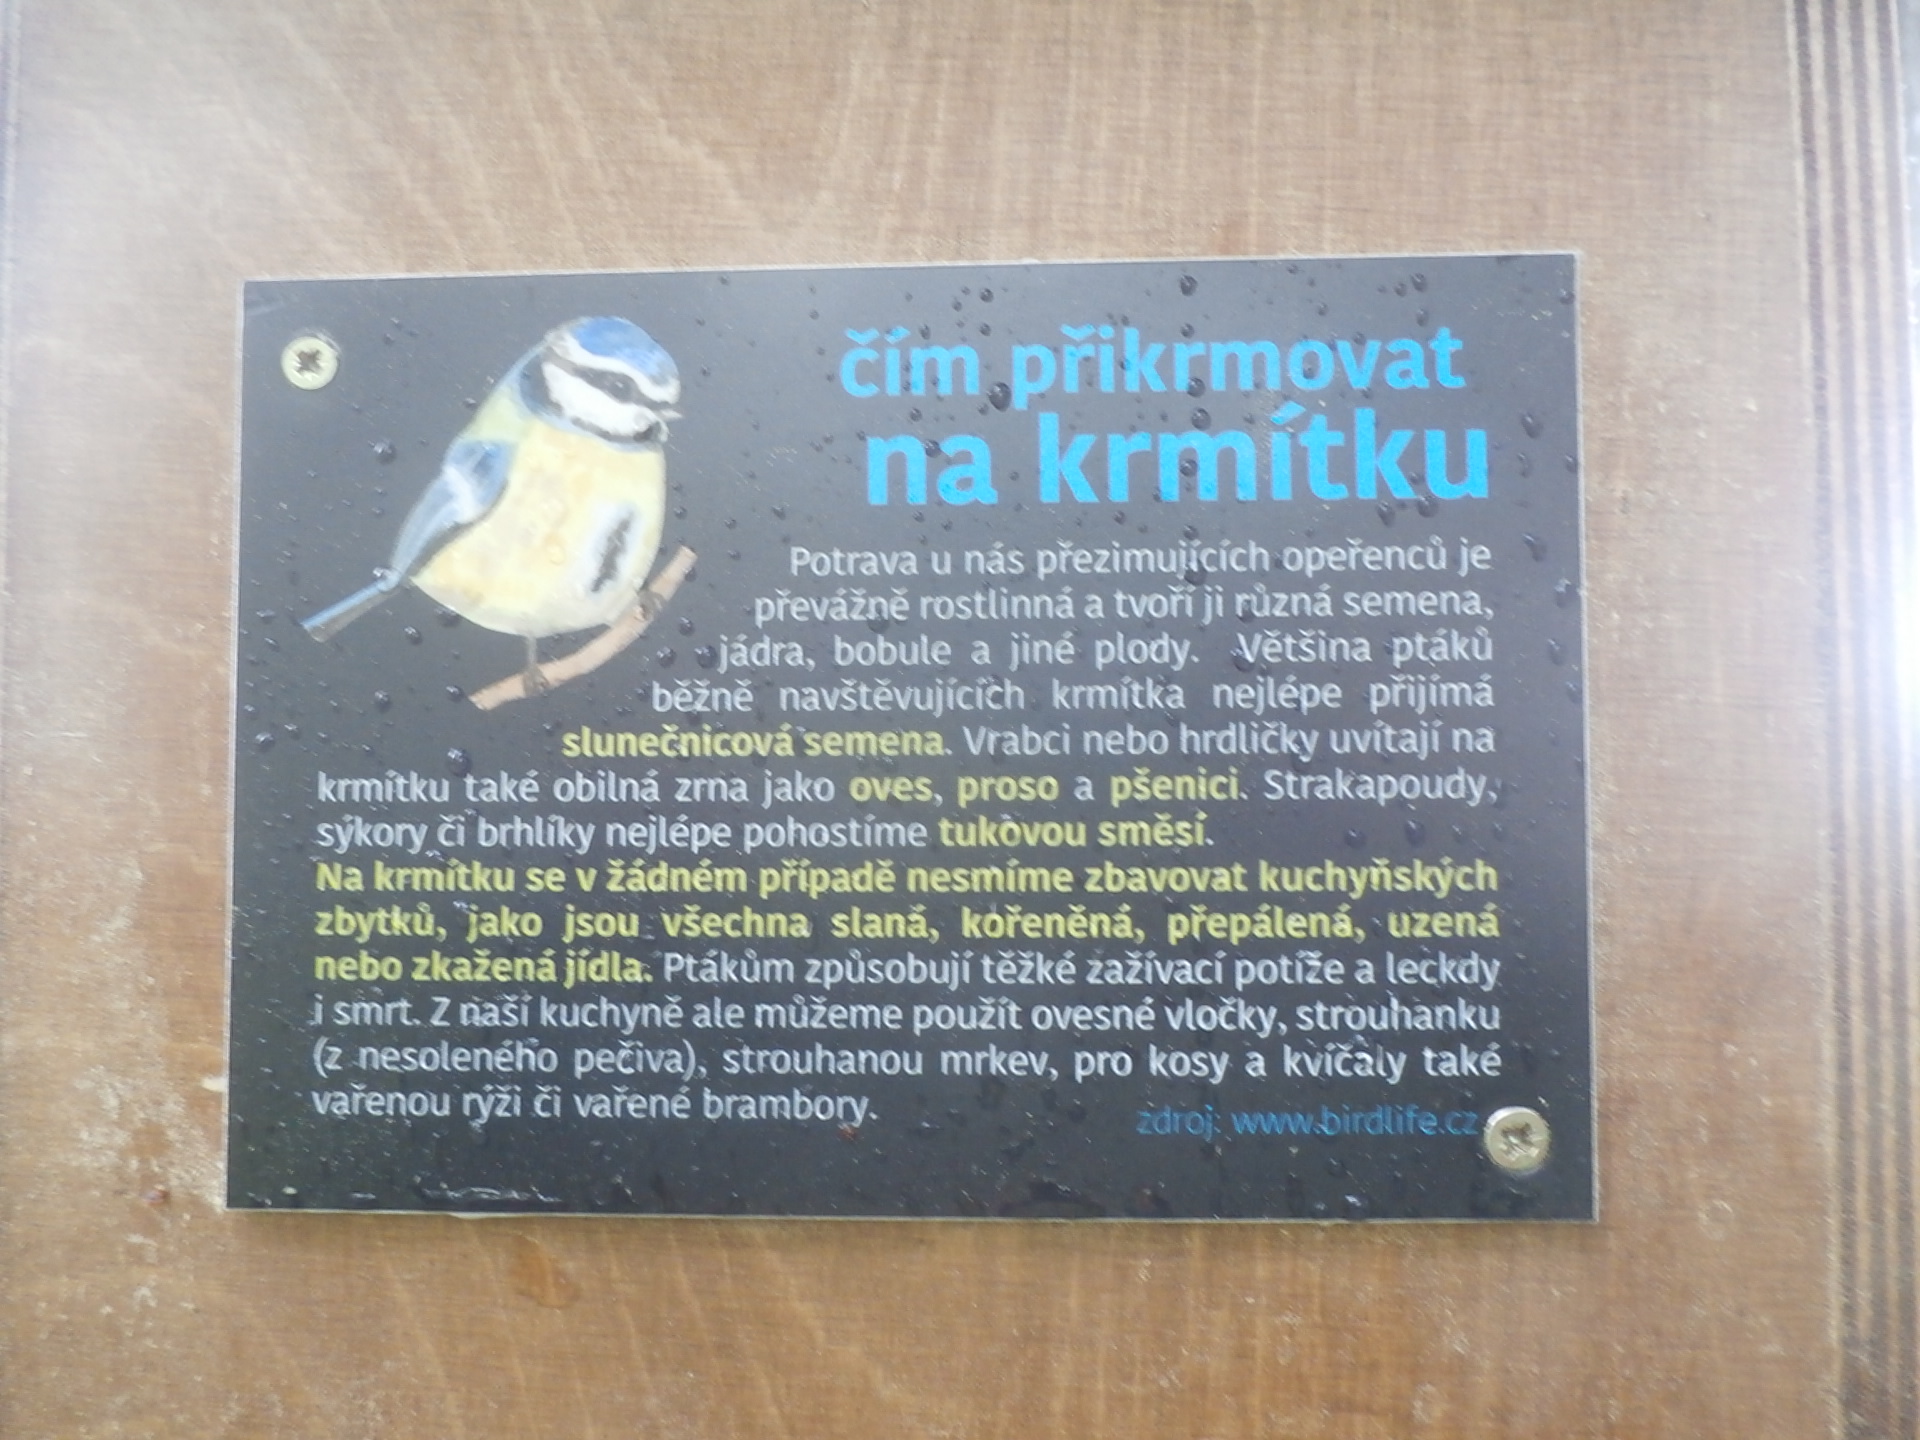 čím přikrmovat
na krmítku
Potrava u nás přezimujících opeřenců je
převážně rostlinná a tvoří ji různá semena,
jádra, bobule a jiné plody. Většina ptáků
běžně navštěvujících krmítka nejlépe přijímá
slunečnicová semena. Vrabci nebo hrdličky uvítají na
krmítku také obilná zrna jako oves, proso a pšenici. Strakapoudy,
sýkory či brhlíky nejlépe pohostíme tukovou směsí.
Na krmítku se v žádném případě nesmíme zbavovat kuchyňských
zbytků, jako jsou všechna slaná, kořeněná, přepálená, uzená
nebo zkažená jídla. Ptákům způsobují těžké zažívací potíže a leckdy
i smrt. Z naší kuchyně ale můžeme použít ovesné vločky, strouhanku
(z nesoleného pečiva), strouhanou mrkev, pro kosy a kvíčaly také
vařenou rýži či vařené brambory.
zdroj: www.birdlife.cz